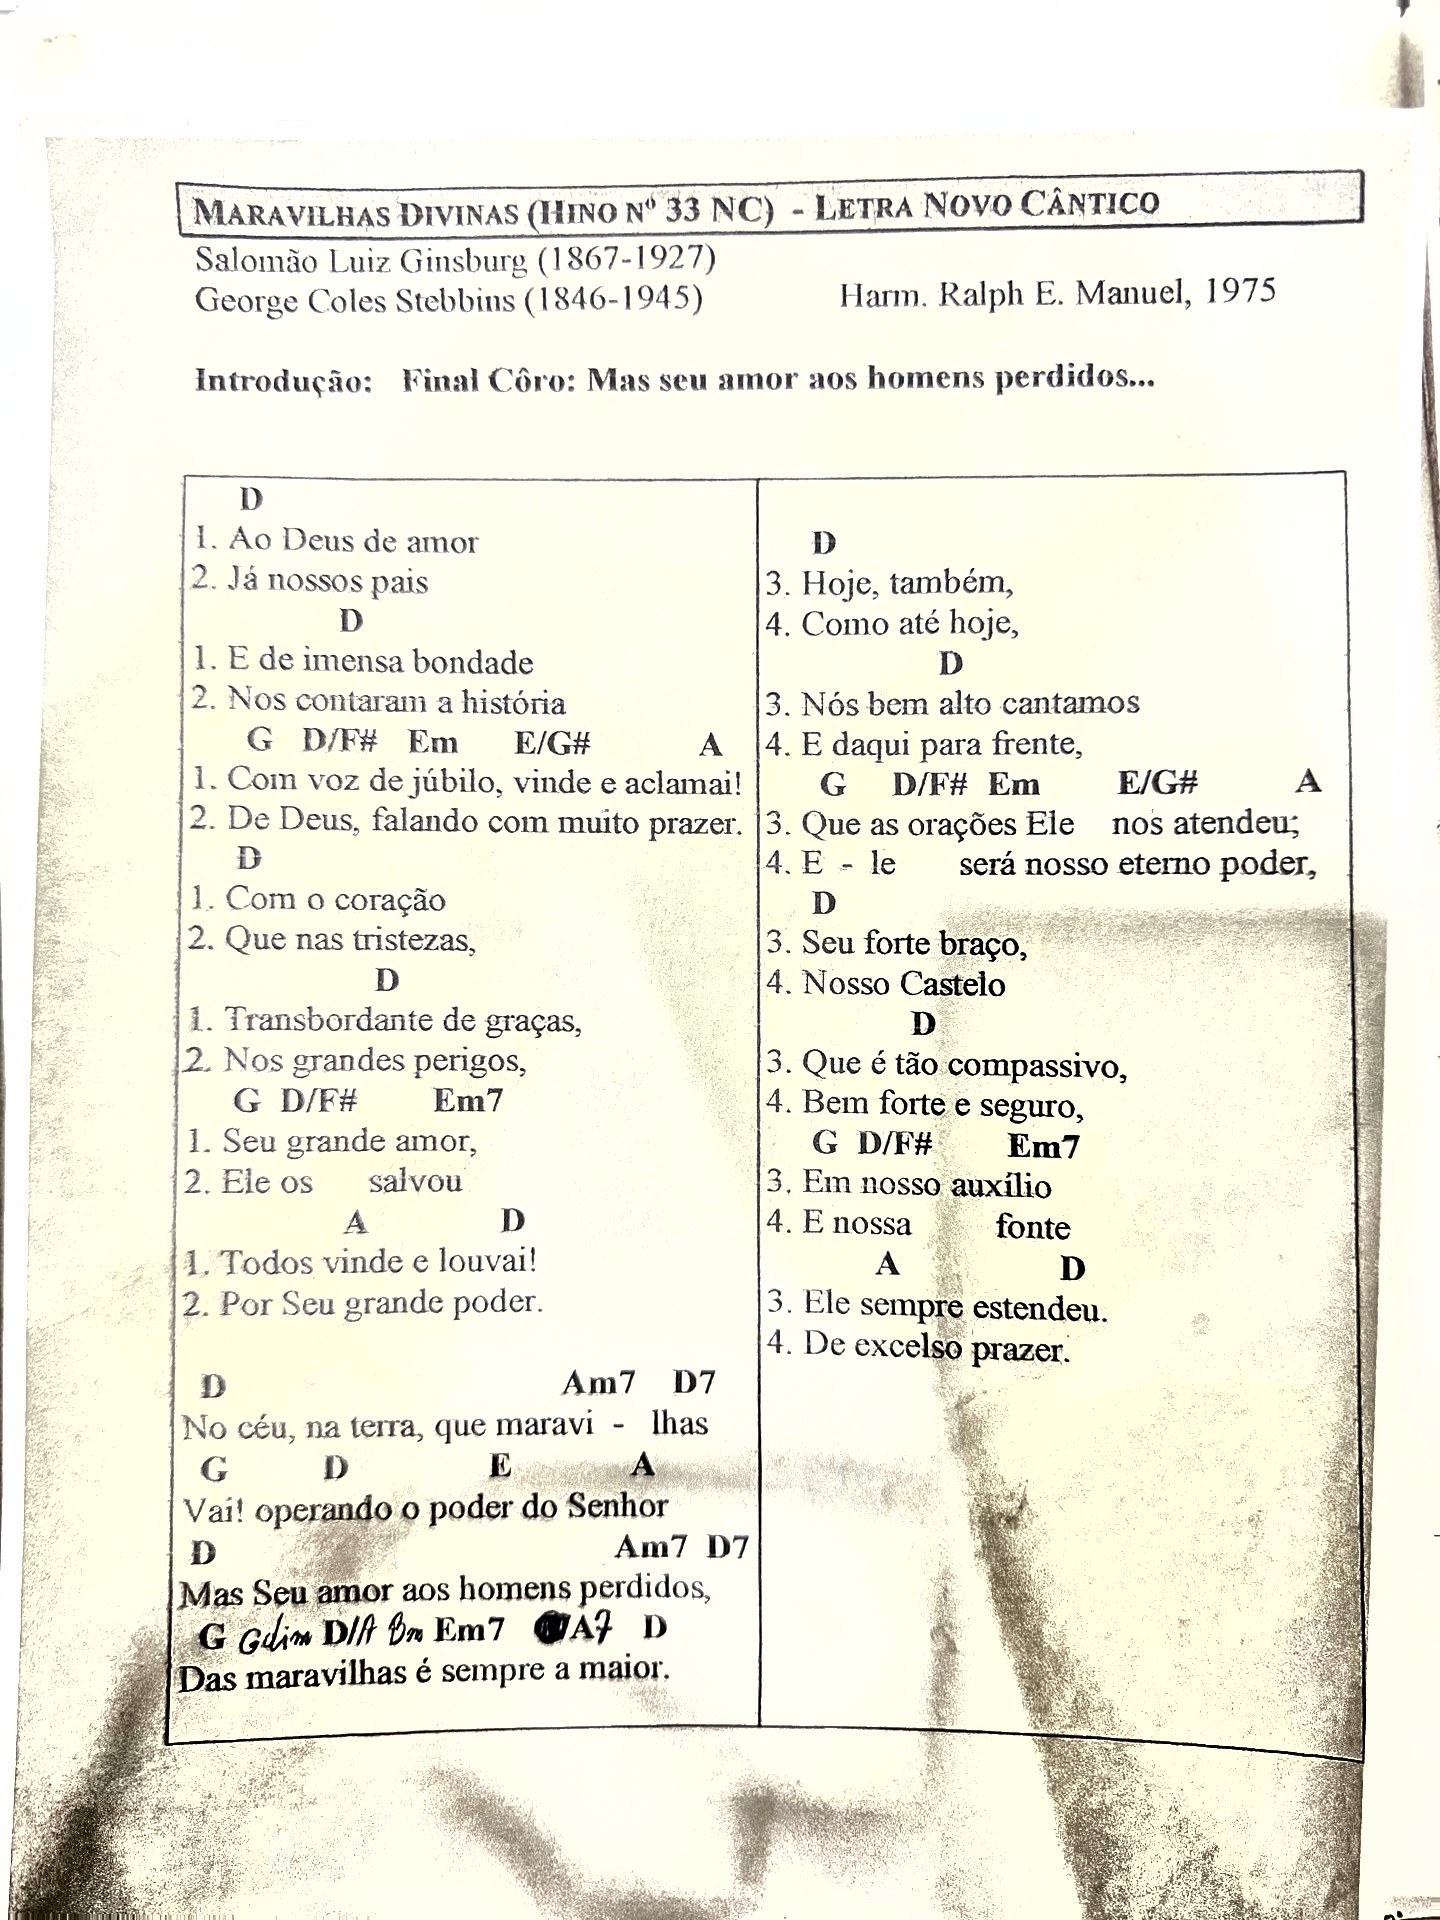 MARAVILHAS DIVINAS (HINO Nº 33 NC) - LETRA NOVO CÂNTICO
Salomão Luiz Ginsburg (1867-1927)
George Coles Stebbins (1846-1945) Harm. Ralph E. Manuel, 1975
Introdução: Final Côro: Mas seu amor aos homens perdidos...
D
1. Ao Deus de amor
2. Já nossos pais
D
1. E de imensa bondade
2. Nos contaram a história
G D/F# Em E/G# A
1. Com voz de júbilo, vinde e aclamai!
2. De Deus, falando com muito prazer.
D
1. Com o coração
2. Que nas tristezas,
D
1. Transbordante de graças,
2. Nos grandes perigos,
G D/F# Em7
1. Seu grande amor,
2. Ele os salvou
A D
1. Todos vinde e louvai!
2. Por Seu grande poder.
D Am7 D7
No céu, na terra, que maravi - lhas
G D E A
Vai! operando o poder do Senhor
D Am7 D7
Mas Seu amor aos homens perdidos,
G Gdim D/A Bm Em7 A7 D
Das maravilhas é sempre a maior.
D
3. Hoje, também,
4. Como até hoje,
D
3. Nós bem alto cantamos
4. E daqui para frente,
G D/F# Em E/G# A
3. Que as orações Ele nos atendeu;
4. E - le será nosso eterno poder,
D
3. Seu forte braço,
4. Nosso Castelo
D
3. Que é tão compassivo,
4. Bem forte e seguro,
G D/F# Em7
3. Em nosso auxílio
4. E nossa fonte
A D
3. Ele sempre estendeu.
4. De excelso prazer.